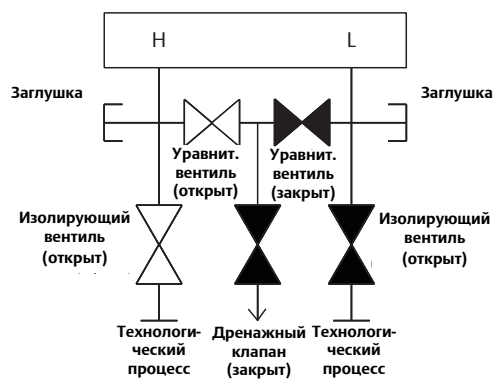 H
L
Заглушка
Заглушка
Уравнит.
вентиль
(открыт)
Уравнит.
вентиль
(закрыт)
Изолирующий
вентиль
(открыт)
Изолирующий
вентиль
(открыт)
Технологи-
ческий
процесс
Дренажный
клапан
(закрыт)
Технологи-
ческий
процесс